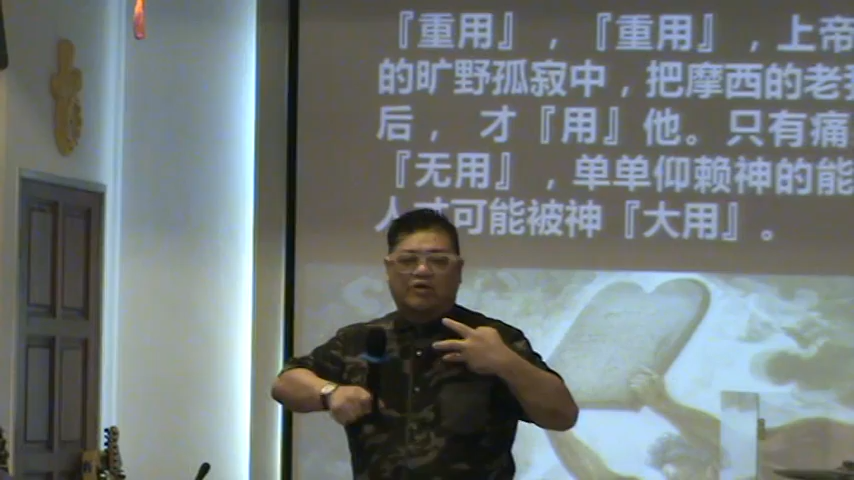 『重用』，『重用』，上帝
的旷野孤寂中，把摩西的老我
后， 才『用』他。只有痛
『无用』，单单仰赖神的能
人才可能被神『大用』。